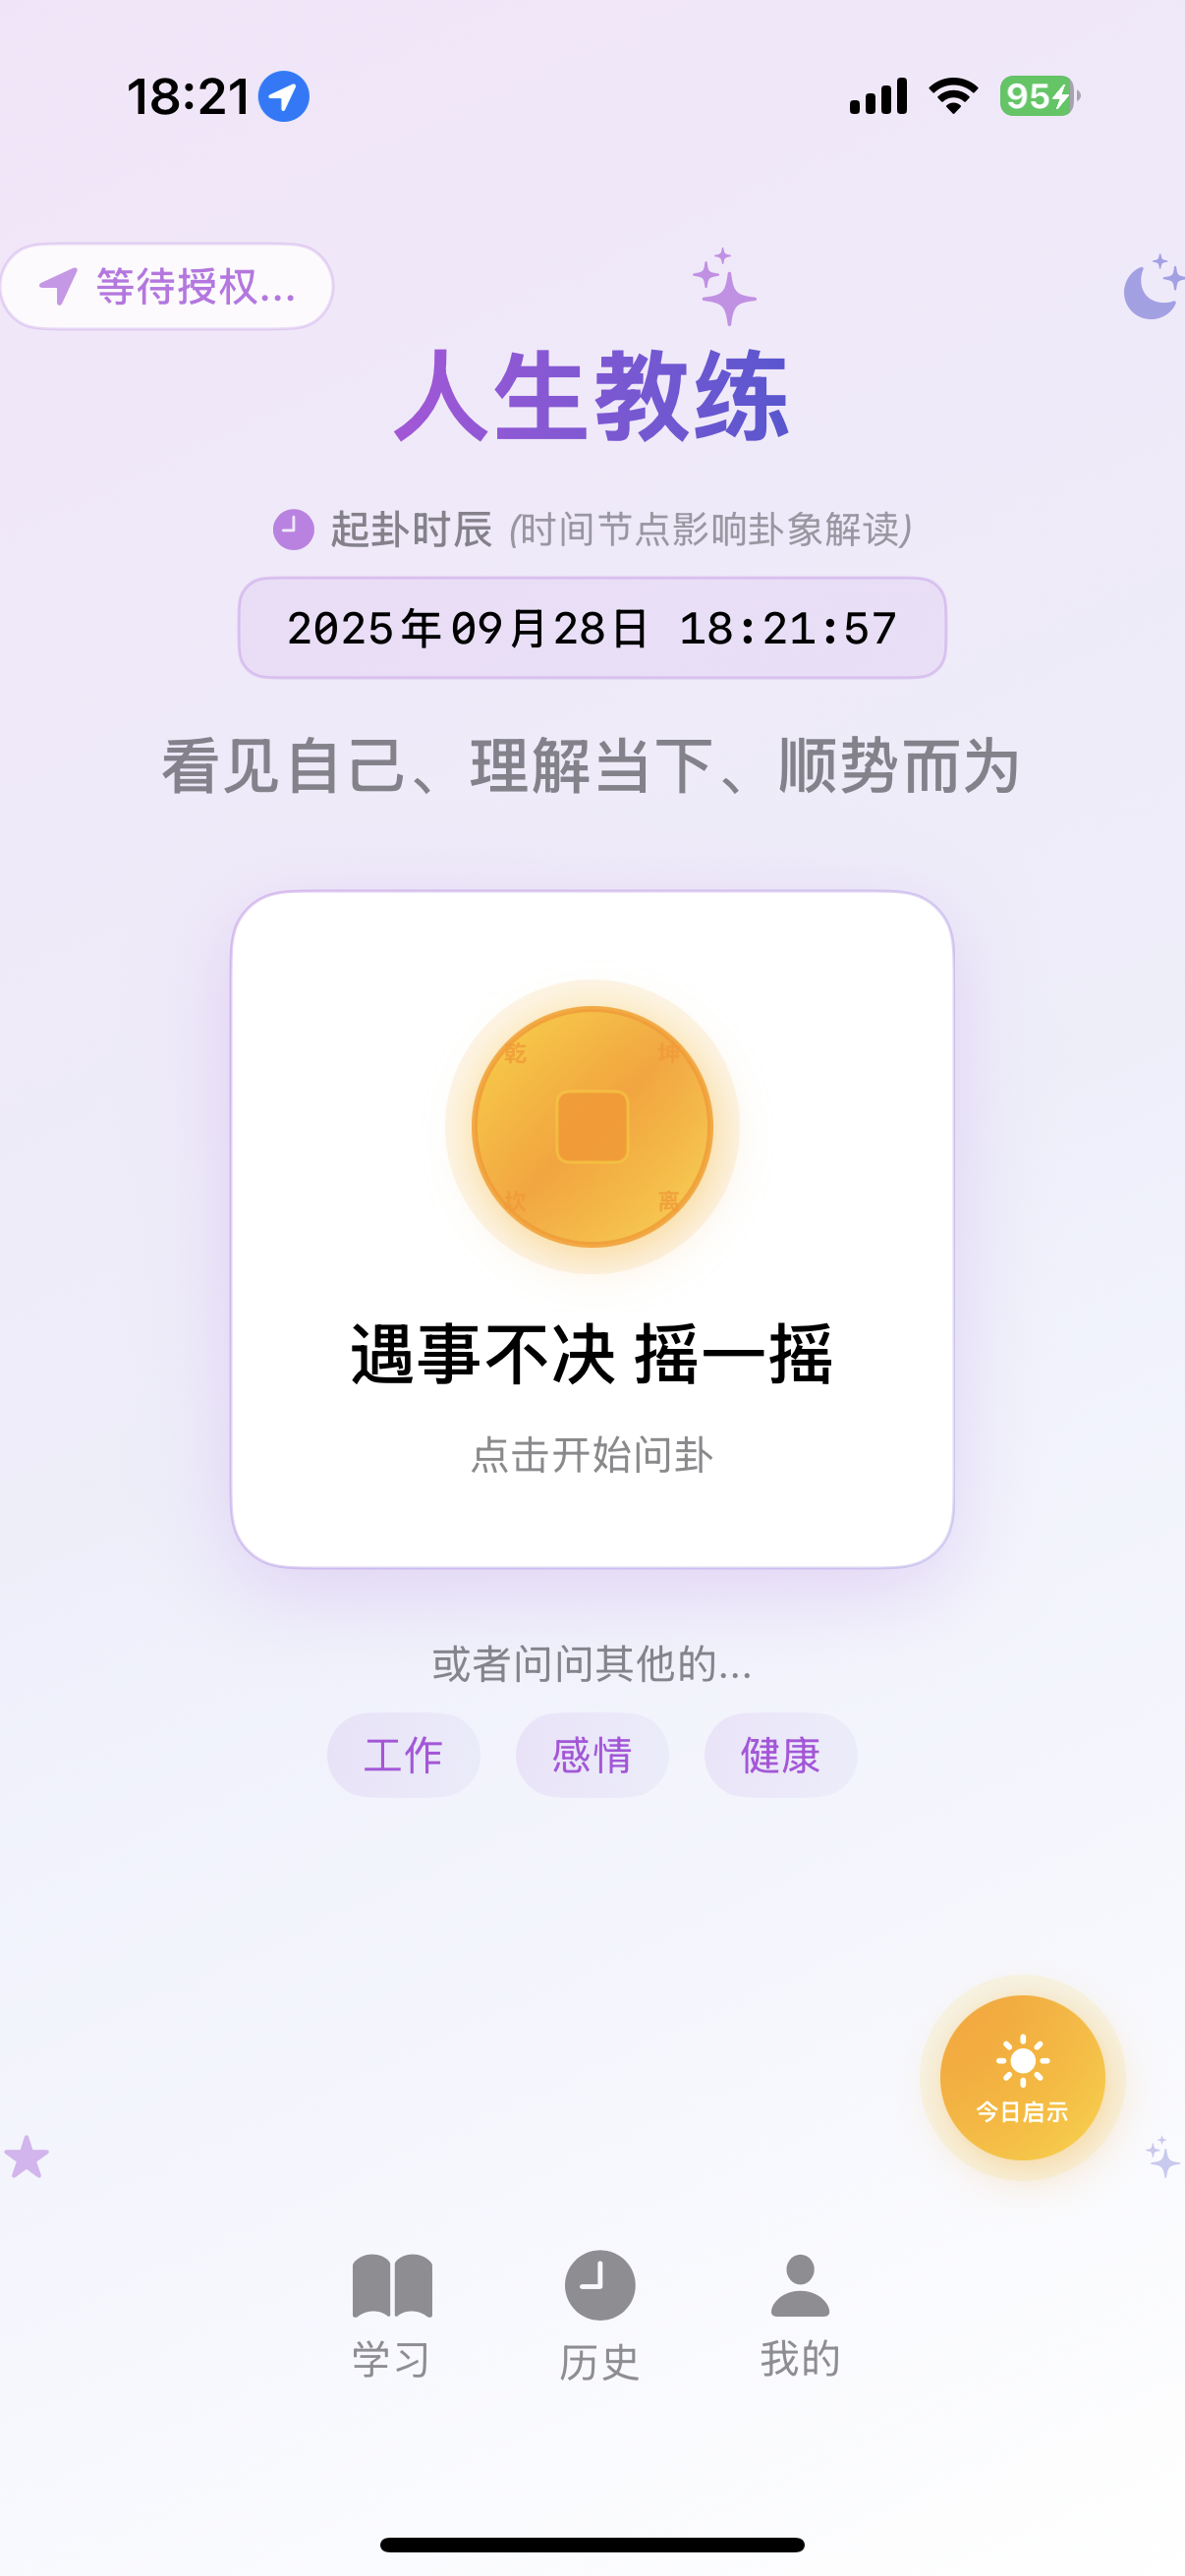 18:21
95
等待授权...
人生教练
起卦时辰 (时间节点影响卦象解读)
2025年09月28日 18:21:57
看见自己、理解当下、顺势而为
乾 坤
坎 离
遇事不决 摇一摇
点击开始问卦
或者问问其他的...
工作 感情 健康
今日启示
学习 历史 我的